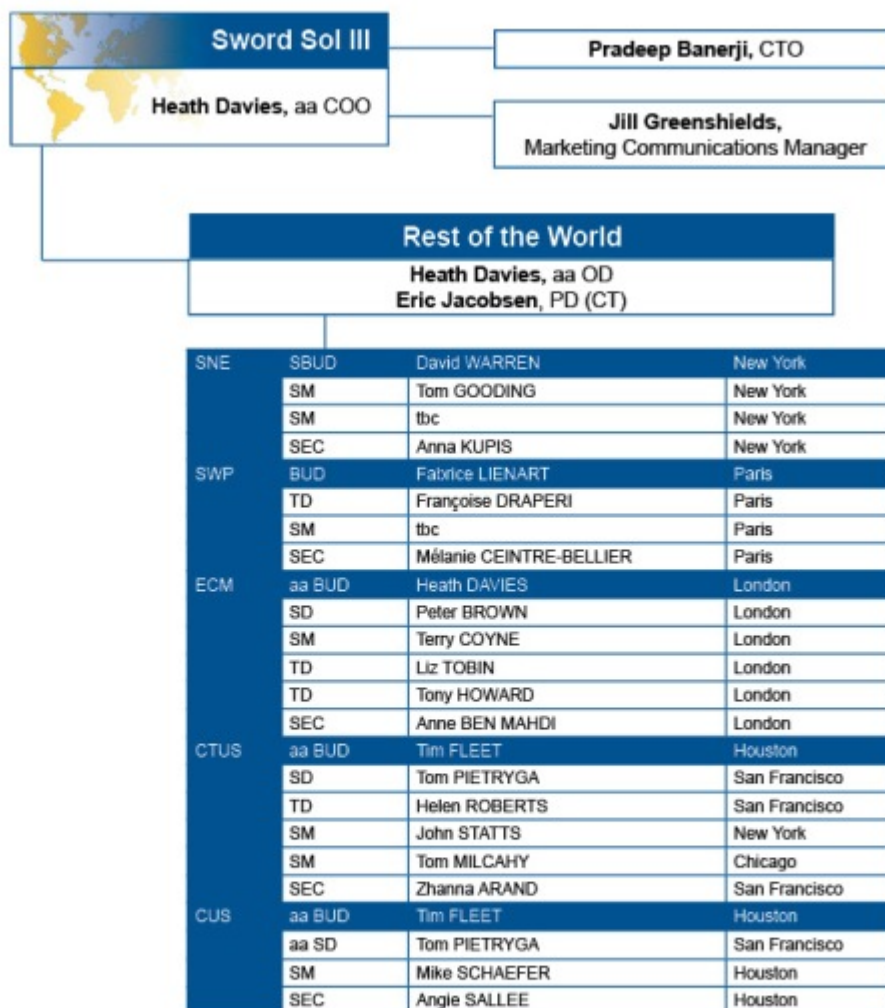 Sword Sol III
Heath Davies, aa COO
Pradeep Banerji, CTO
Jill Greenshields,
Marketing Communications Manager
Rest of the World
Heath Davies, aa OD
Eric Jacobsen, PD (CT)
SNE SBUD David WARREN New York
SM Tom GOODING New York
SM tbc New York
SEC Anna KUPIS New York
SWP BUD Fabrice LIENART Paris
TD Françoise DRAPERI Paris
SM tbc Paris
SEC Mélanie CEINTRE-BELLIER Paris
ECM aa BUD Heath DAVIES London
SD Peter BROWN London
SM Terry COYNE London
TD Liz TOBIN London
TD Tony HOWARD London
SEC Anne BEN MAHDI London
CTUS aa BUD Tim FLEET Houston
SD Tom PIETRYGA San Francisco
TD Helen ROBERTS San Francisco
SM John STATTS New York
SM Tom MILCAHY Chicago
SEC Zhanna ARAND San Francisco
CUS aa BUD Tim FLEET Houston
aa SD Tom PIETRYGA San Francisco
SM Mike SCHAEFER Houston
SEC Angie SALLEE Houston